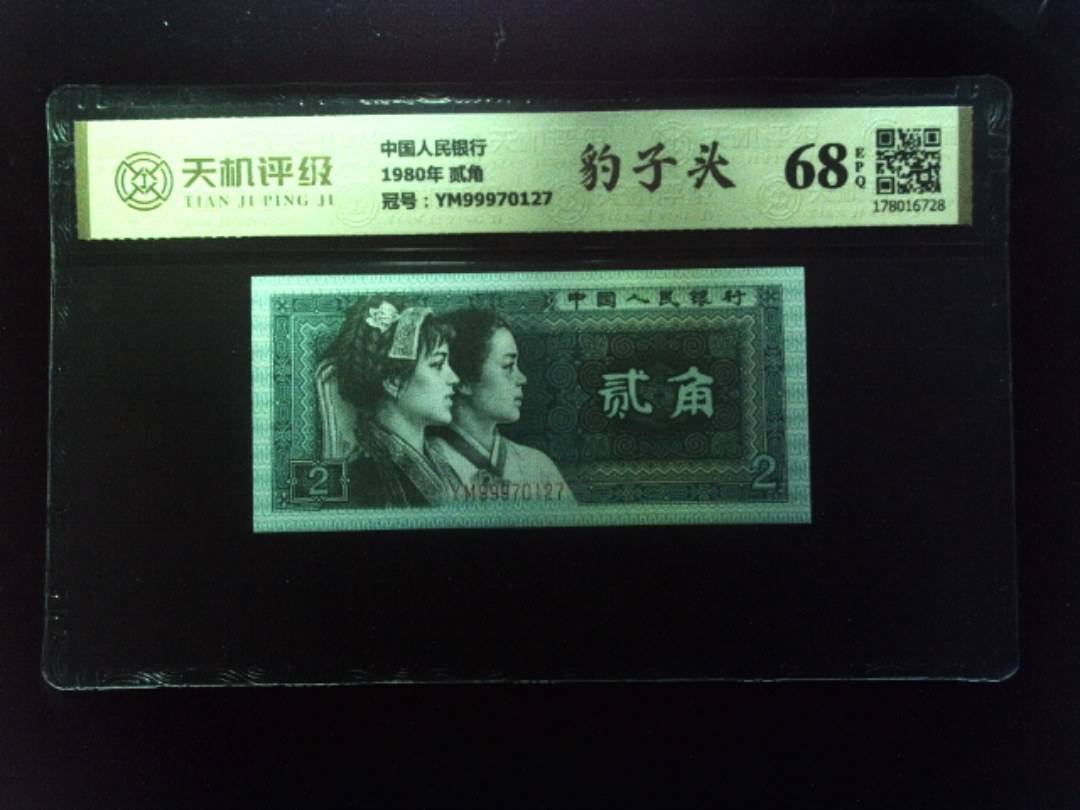 天机评级
TIAN JI PING JI
中国人民银行
1980年 贰角
冠号：YM99970127
豹子头
68
EPQ
178016728
中国人民银行
贰角
2
2
YM99970127